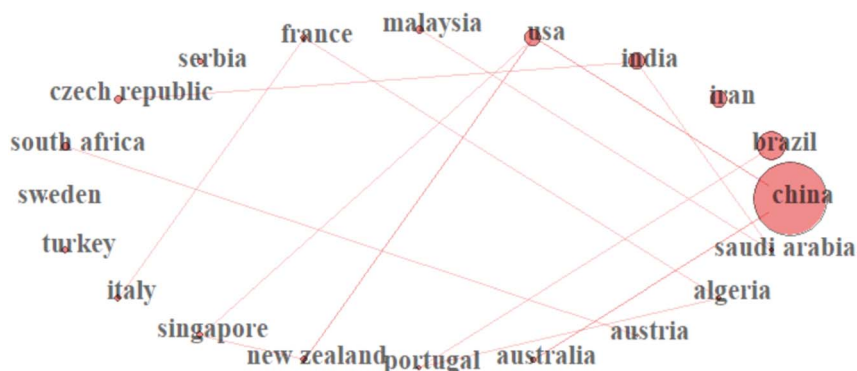 malaysia
france
usa
serbia
india
czech republic
iran
south africa
brazil
sweden
china
turkey
saudi arabia
italy
algeria
singapore
austria
new zealand
portugal
australia